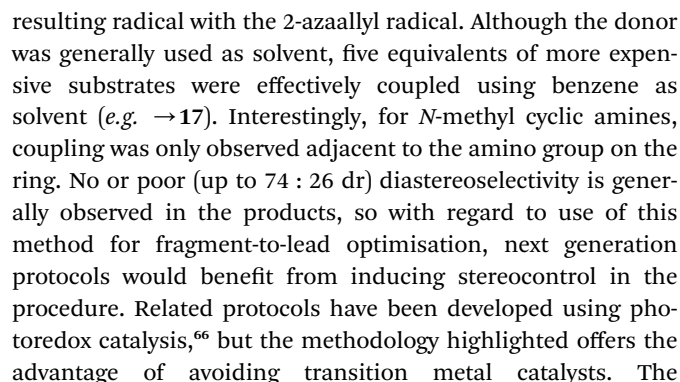 resulting radical with the 2-azaallyl radical. Although the donor
was generally used as solvent, five equivalents of more expen-
sive substrates were effectively coupled using benzene as
solvent (e.g. →17). Interestingly, for N-methyl cyclic amines,
coupling was only observed adjacent to the amino group on the
ring. No or poor (up to 74 : 26 dr) diastereoselectivity is gener-
ally observed in the products, so with regard to use of this
method for fragment-to-lead optimisation, next generation
protocols would benefit from inducing stereocontrol in the
procedure. Related protocols have been developed using pho-
toredox catalysis,⁶⁶ but the methodology highlighted offers the
advantage of avoiding transition metal catalysts. The